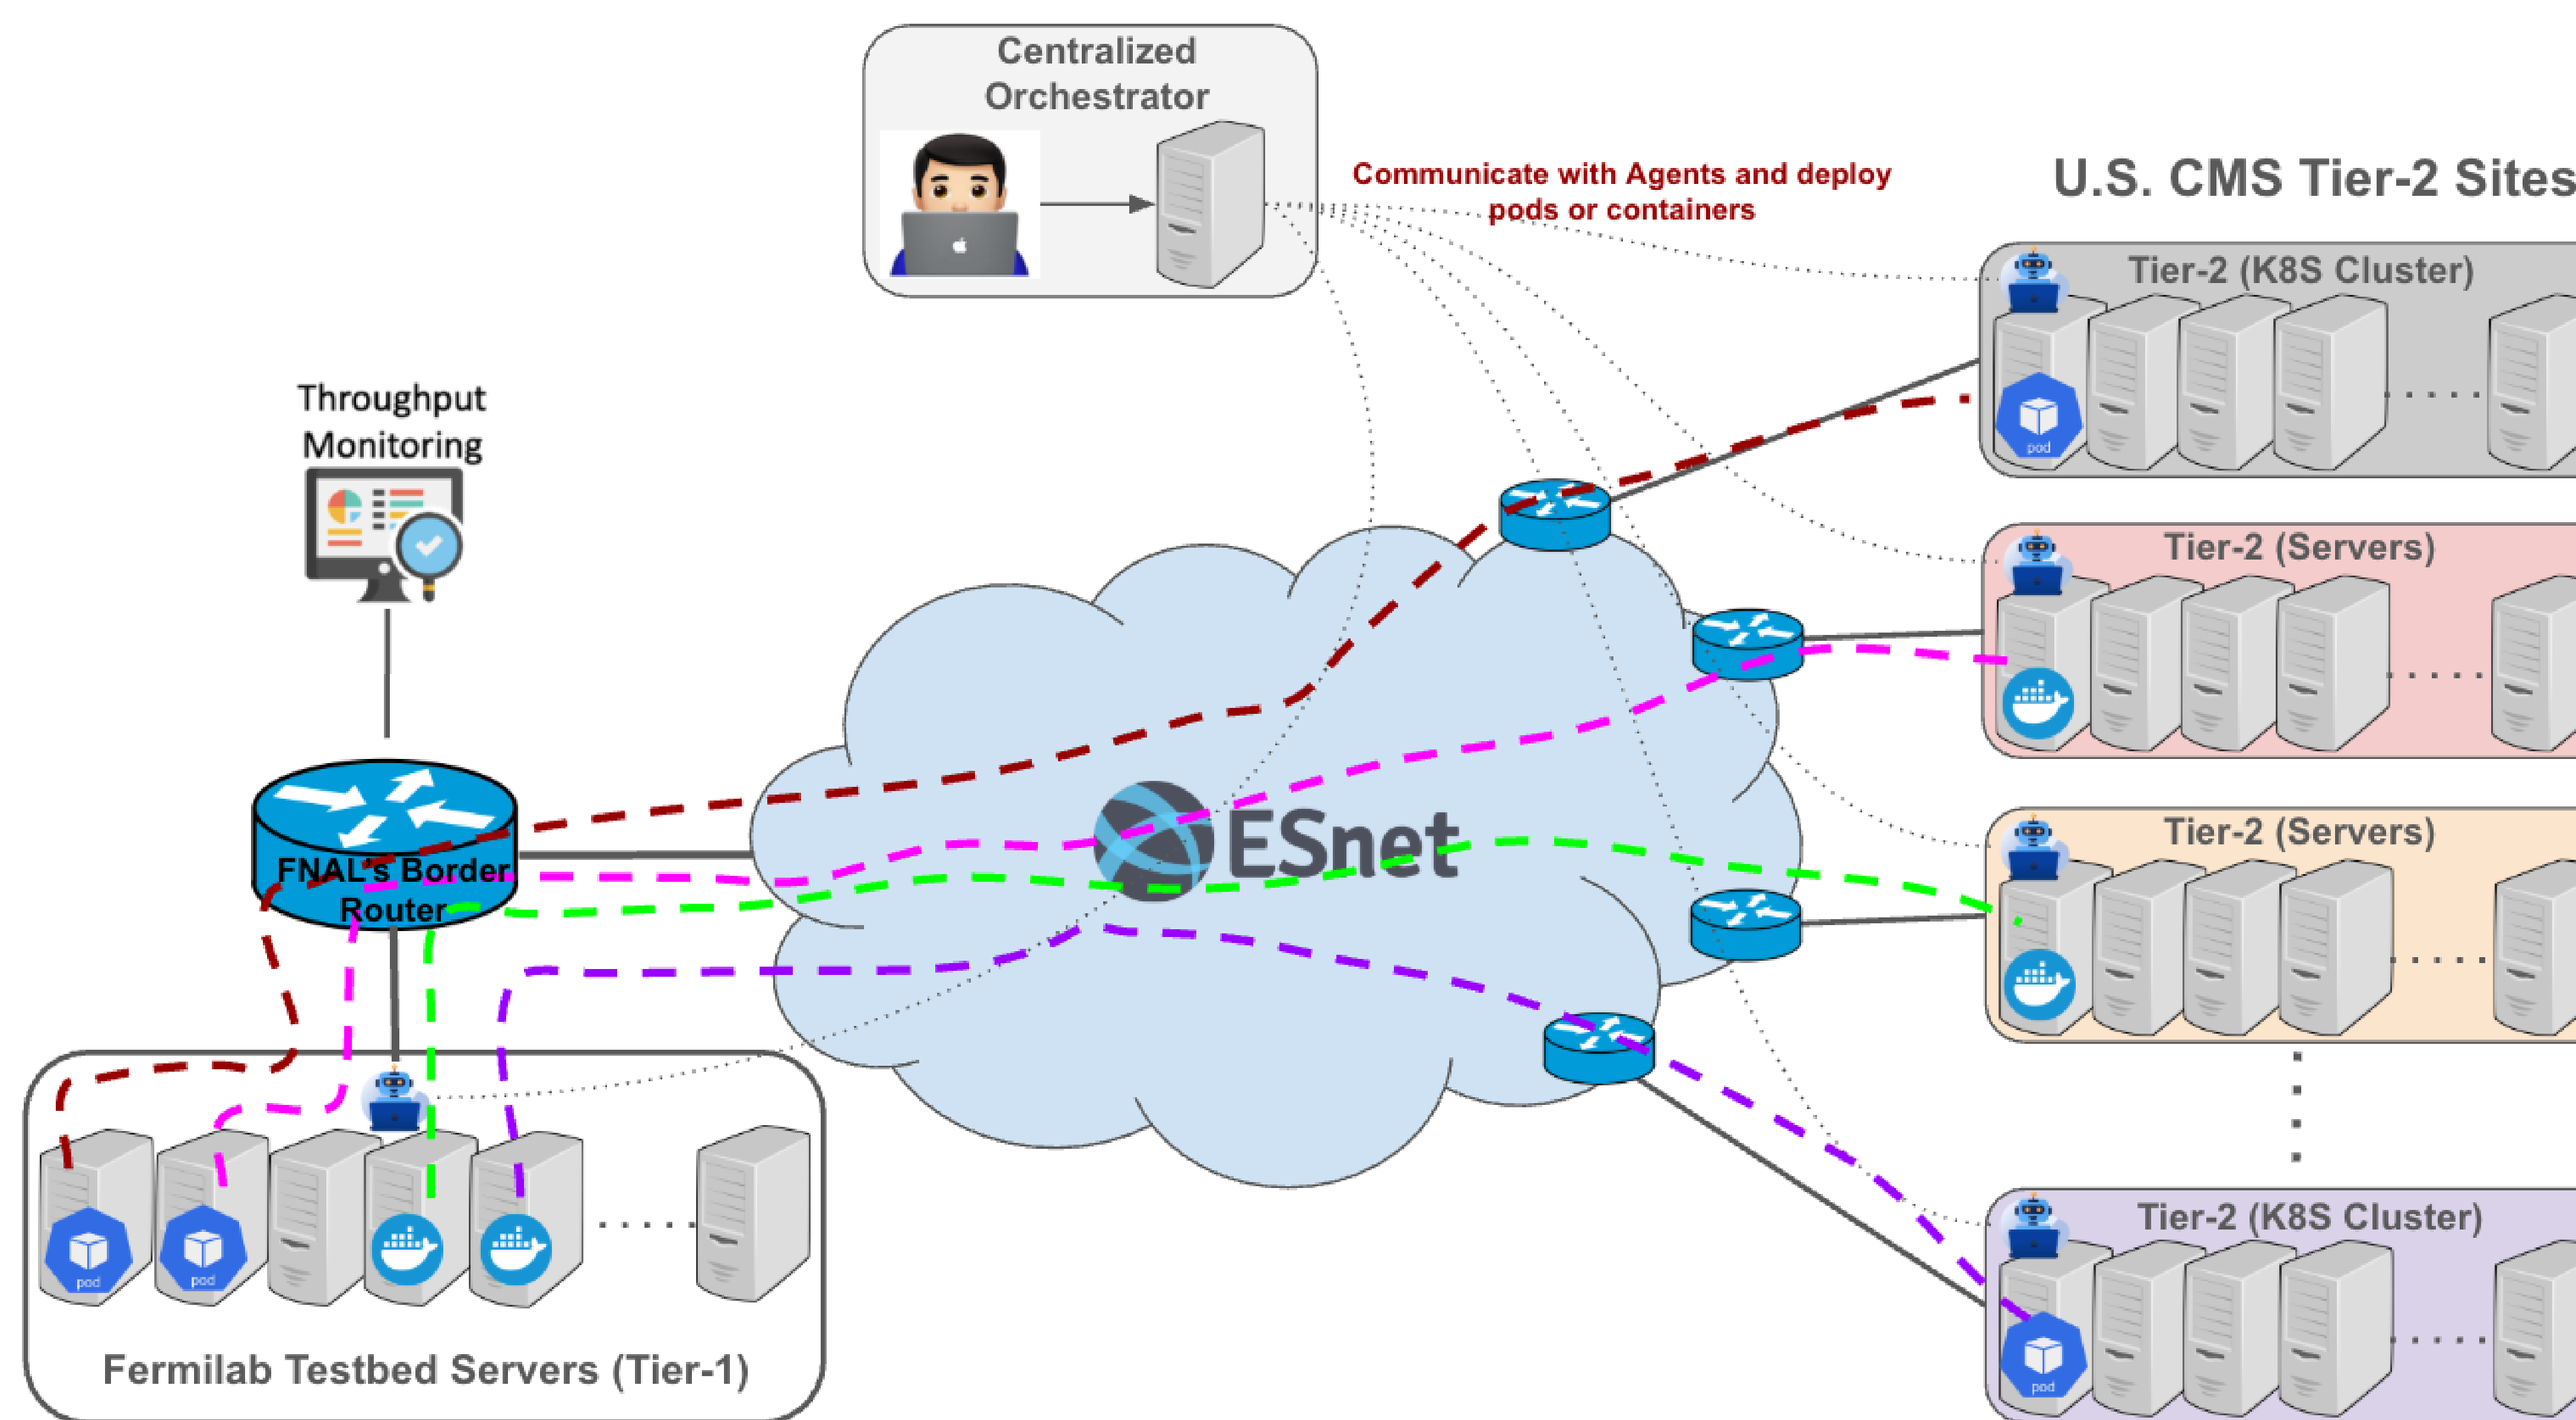 Centralized
Orchestrator
Communicate with Agents and deploy
pods or containers
U.S. CMS Tier-2 Sites
Tier-2 (K8S Cluster)
pod
Throughput
Monitoring
Tier-2 (Servers)
FNAL's Border
Router
ESnet
Tier-2 (Servers)
Tier-2 (K8S Cluster)
pod
pod
pod
Fermilab Testbed Servers (Tier-1)